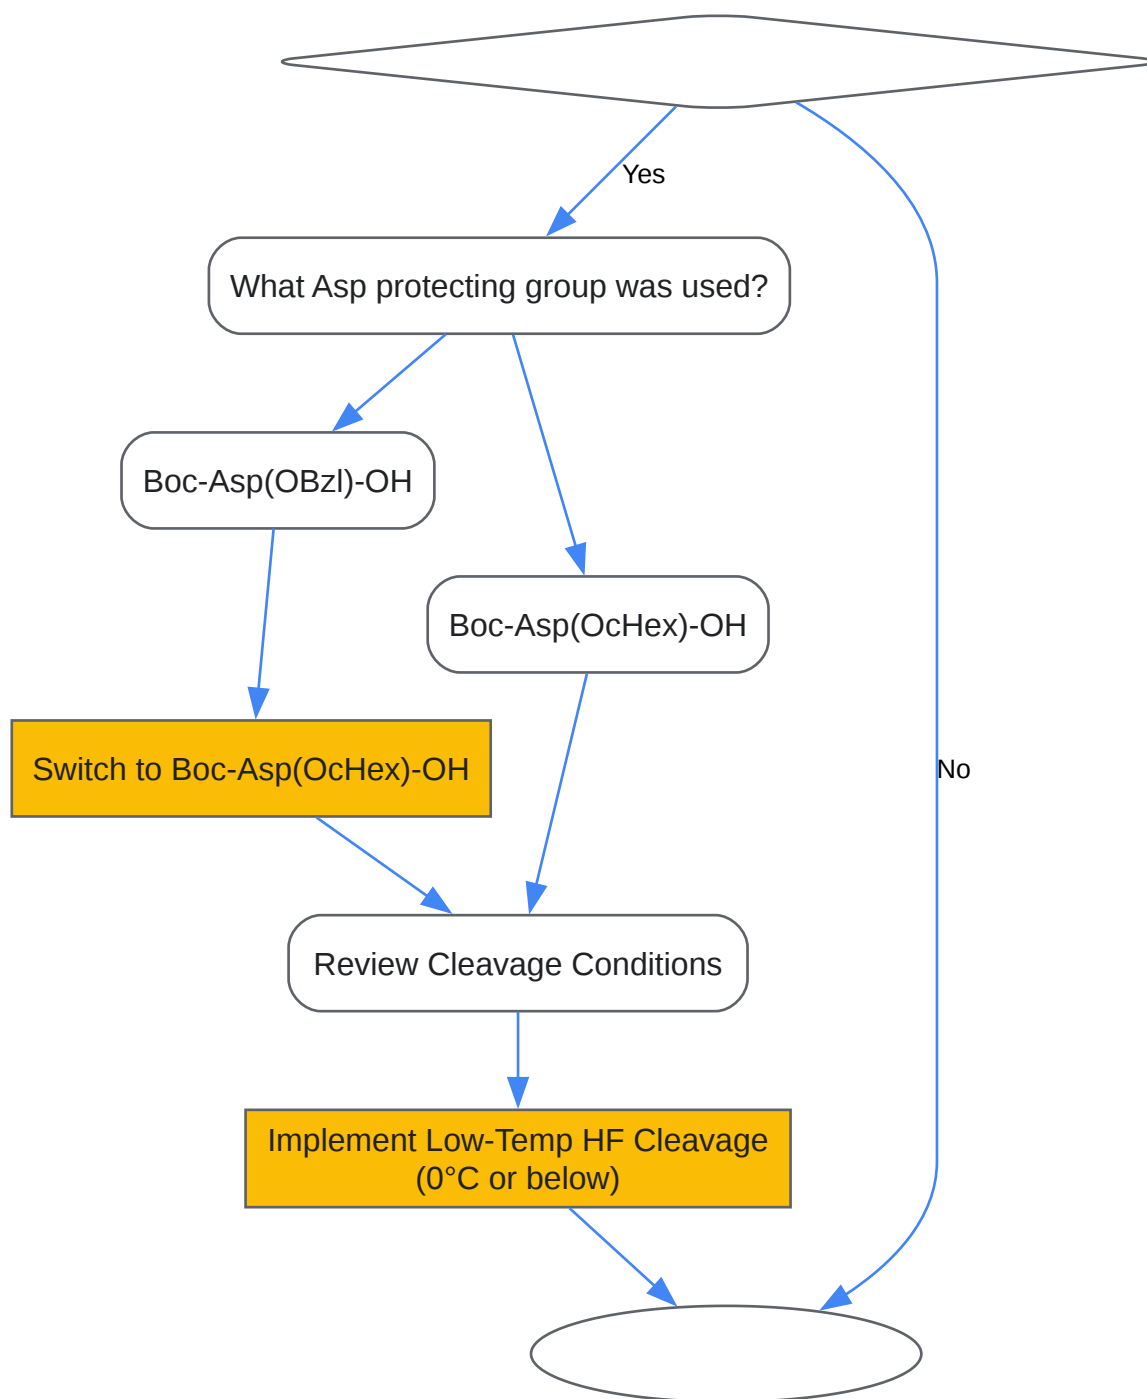 Yes
What Asp protecting group was used?
Boc-Asp(OBzl)-OH
Boc-Asp(OcHex)-OH
Switch to Boc-Asp(OcHex)-OH
No
Review Cleavage Conditions
Implement Low-Temp HF Cleavage
(0°C or below)